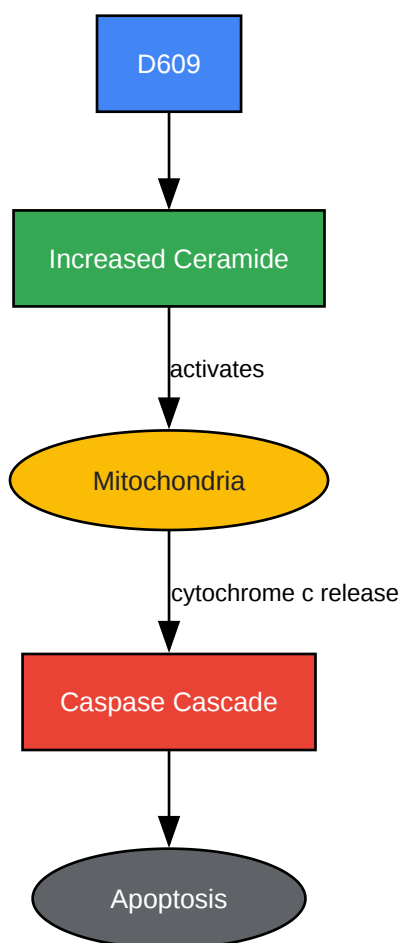 D609
Increased Ceramide
activates
Mitochondria
cytochrome c release
Caspase Cascade
Apoptosis